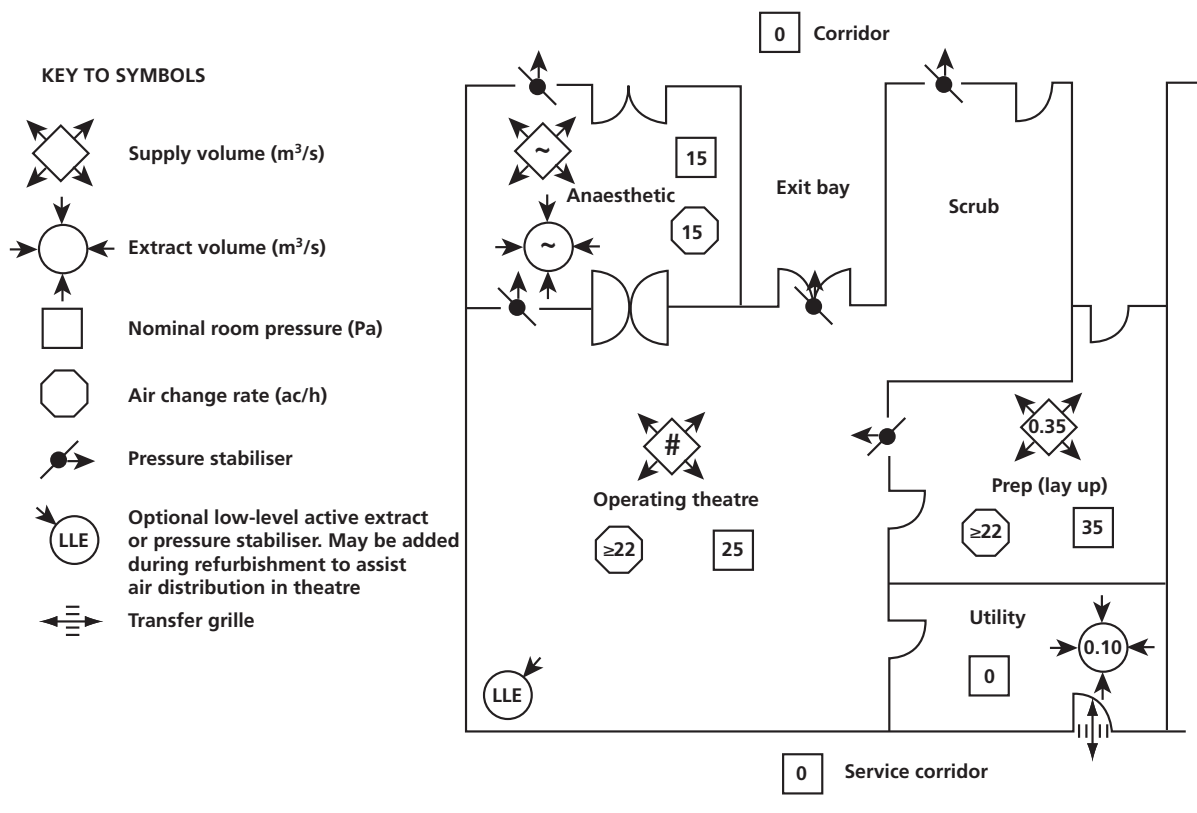 0 Corridor
KEY TO SYMBOLS
Supply volume (m³/s)
Extract volume (m³/s)
Nominal room pressure (Pa)
Air change rate (ac/h)
Pressure stabiliser
LLE
Optional low-level active extract
or pressure stabiliser. May be added
during refurbishment to assist
air distribution in theatre
Transfer grille
~
15
Anaesthetic
~
15
Exit bay
Scrub
#
Operating theatre
≥22
25
0.35
Prep (lay up)
≥22
35
Utility
0.10
0
LLE
0 Service corridor